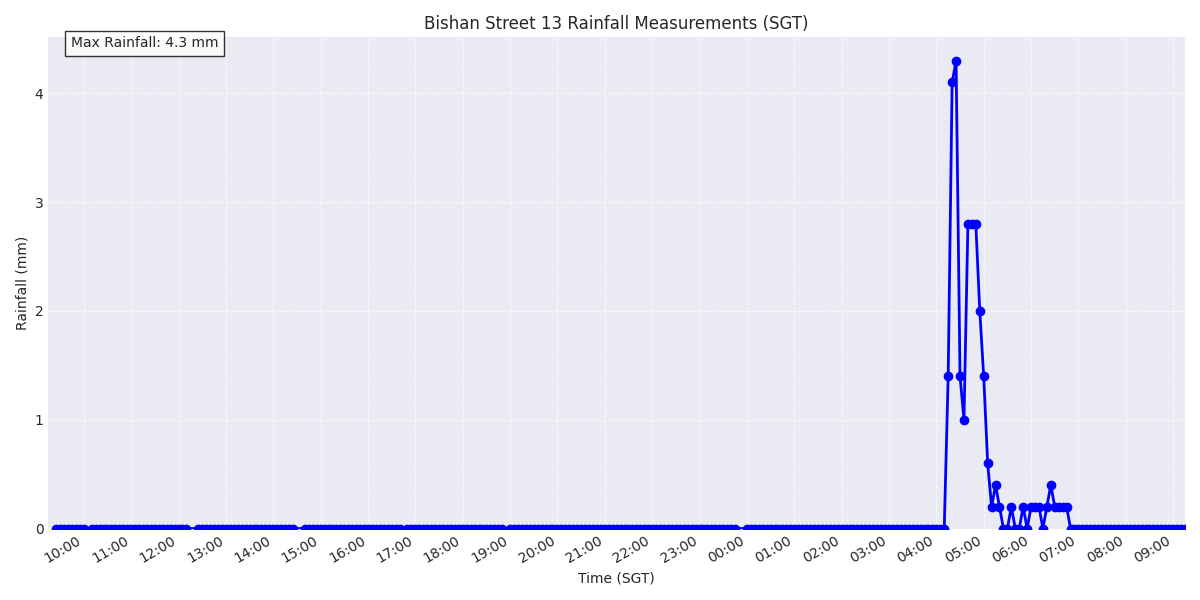 Bishan Street 13 Rainfall Measurements (SGT)
Max Rainfall: 4.3 mm
Rainfall (mm)
4
3
2
1
0
10:00 11:00 12:00 13:00 14:00 15:00 16:00 17:00 18:00 19:00 20:00 21:00 22:00 23:00 00:00 01:00 02:00 03:00 04:00 05:00 06:00 07:00 08:00 09:00
Time (SGT)